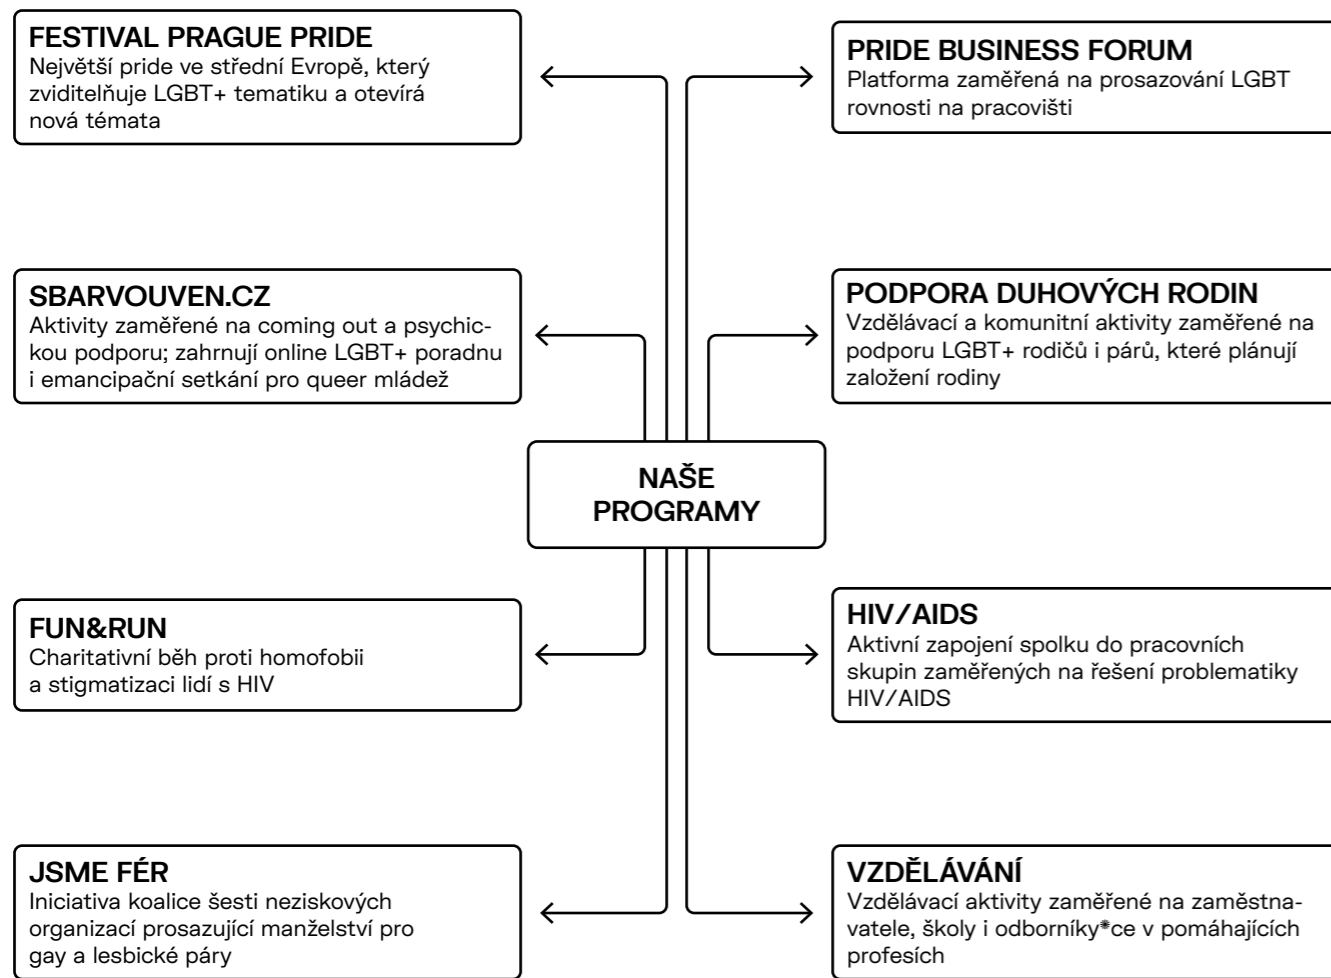 FESTIVAL PRAGUE PRIDE
Největší pride ve střední Evropě, který
zviditelňuje LGBT+ tematiku a otevírá
nová témata
PRIDE BUSINESS FORUM
Platforma zaměřená na prosazování LGBT
rovnosti na pracovišti
SBARVOUVEN.CZ
Aktivity zaměřené na coming out a psychic-
kou podporu; zahrnují online LGBT+ poradnu
i emancipační setkání pro queer mládež
PODPORA DUHOVÝCH RODIN
Vzdělávací a komunitní aktivity zaměřené na
podporu LGBT+ rodičů i párů, které plánují
založení rodiny
NAŠE
PROGRAMY
FUN&RUN
Charitativní běh proti homofobii
a stigmatizaci lidí s HIV
HIV/AIDS
Aktivní zapojení spolku do pracovních
skupin zaměřených na řešení problematiky
HIV/AIDS
JSME FÉR
Iniciativa koalice šesti neziskových
organizací prosazující manželství pro
gay a lesbické páry
VZDĚLÁVÁNÍ
Vzdělávací aktivity zaměřené na zaměstna-
vatele, školy i odborníky*ce v pomáhajících
profesích